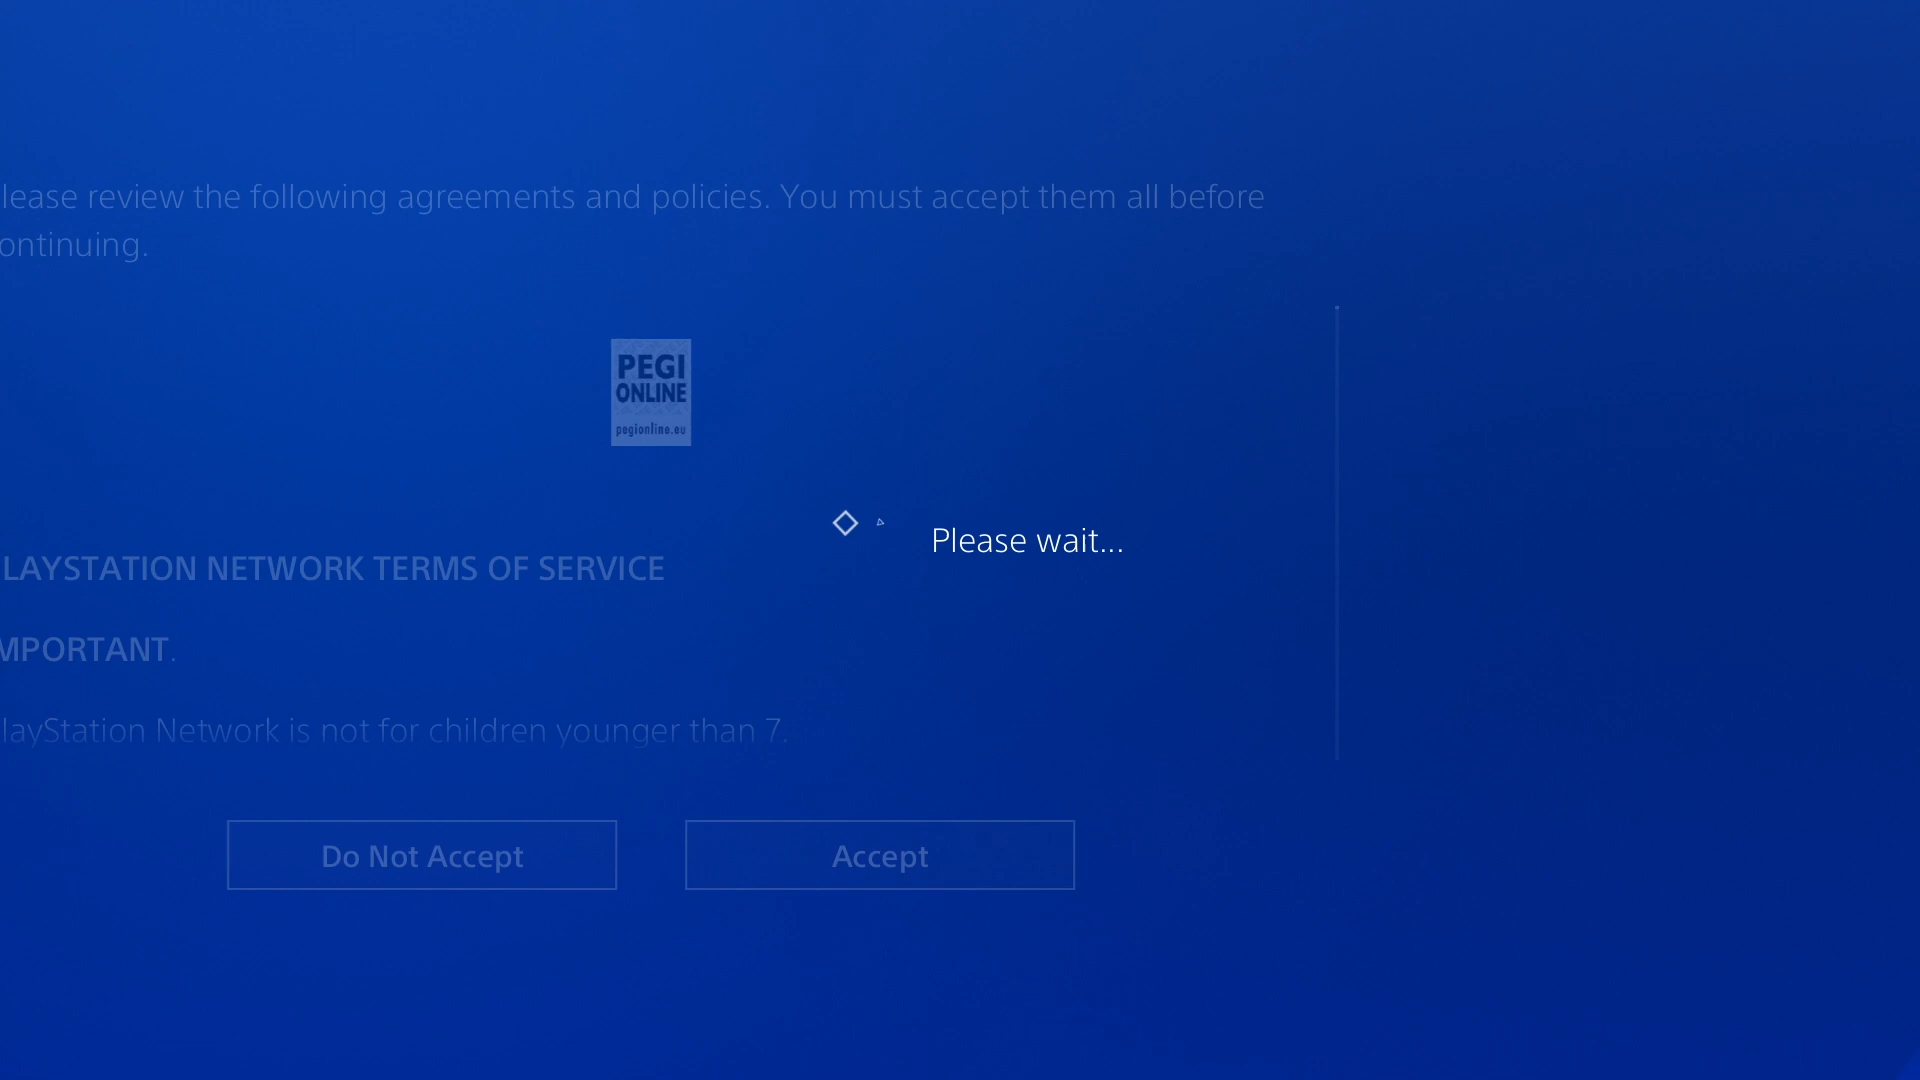 lease review the following agreements and policies. You must accept them all before
ontinuing.
PEGI
ONLINE
pegionline.eu
Please wait...
LAYSTATION NETWORK TERMS OF SERVICE
MPORTANT.
layStation Network is not for children younger than 7.
Do Not Accept
Accept